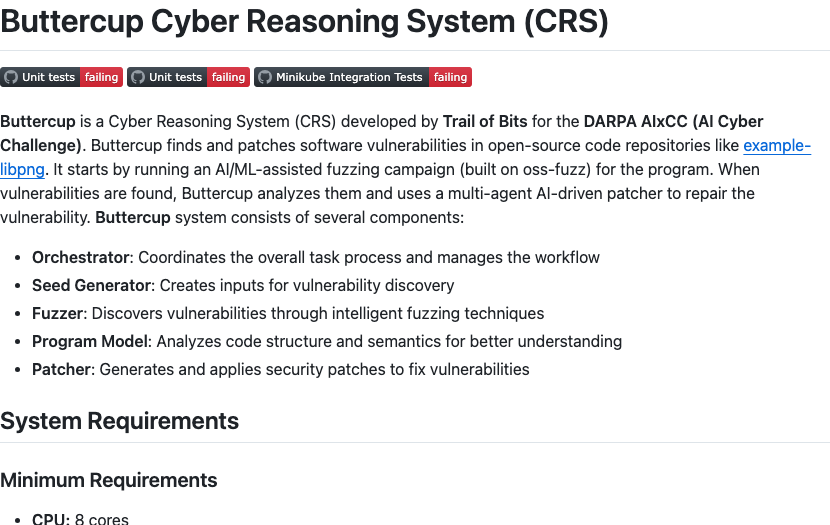 Buttercup Cyber Reasoning System (CRS)
Unit tests failing Unit tests failing Minikube Integration Tests failing
Buttercup is a Cyber Reasoning System (CRS) developed by Trail of Bits for the DARPA AIxCC (AI Cyber
Challenge). Buttercup finds and patches software vulnerabilities in open-source code repositories like example-
libpng. It starts by running an AI/ML-assisted fuzzing campaign (built on oss-fuzz) for the program. When
vulnerabilities are found, Buttercup analyzes them and uses a multi-agent AI-driven patcher to repair the
vulnerability. Buttercup system consists of several components:
• Orchestrator: Coordinates the overall task process and manages the workflow
• Seed Generator: Creates inputs for vulnerability discovery
• Fuzzer: Discovers vulnerabilities through intelligent fuzzing techniques
• Program Model: Analyzes code structure and semantics for better understanding
• Patcher: Generates and applies security patches to fix vulnerabilities
System Requirements
Minimum Requirements
• CPU: 8 cores